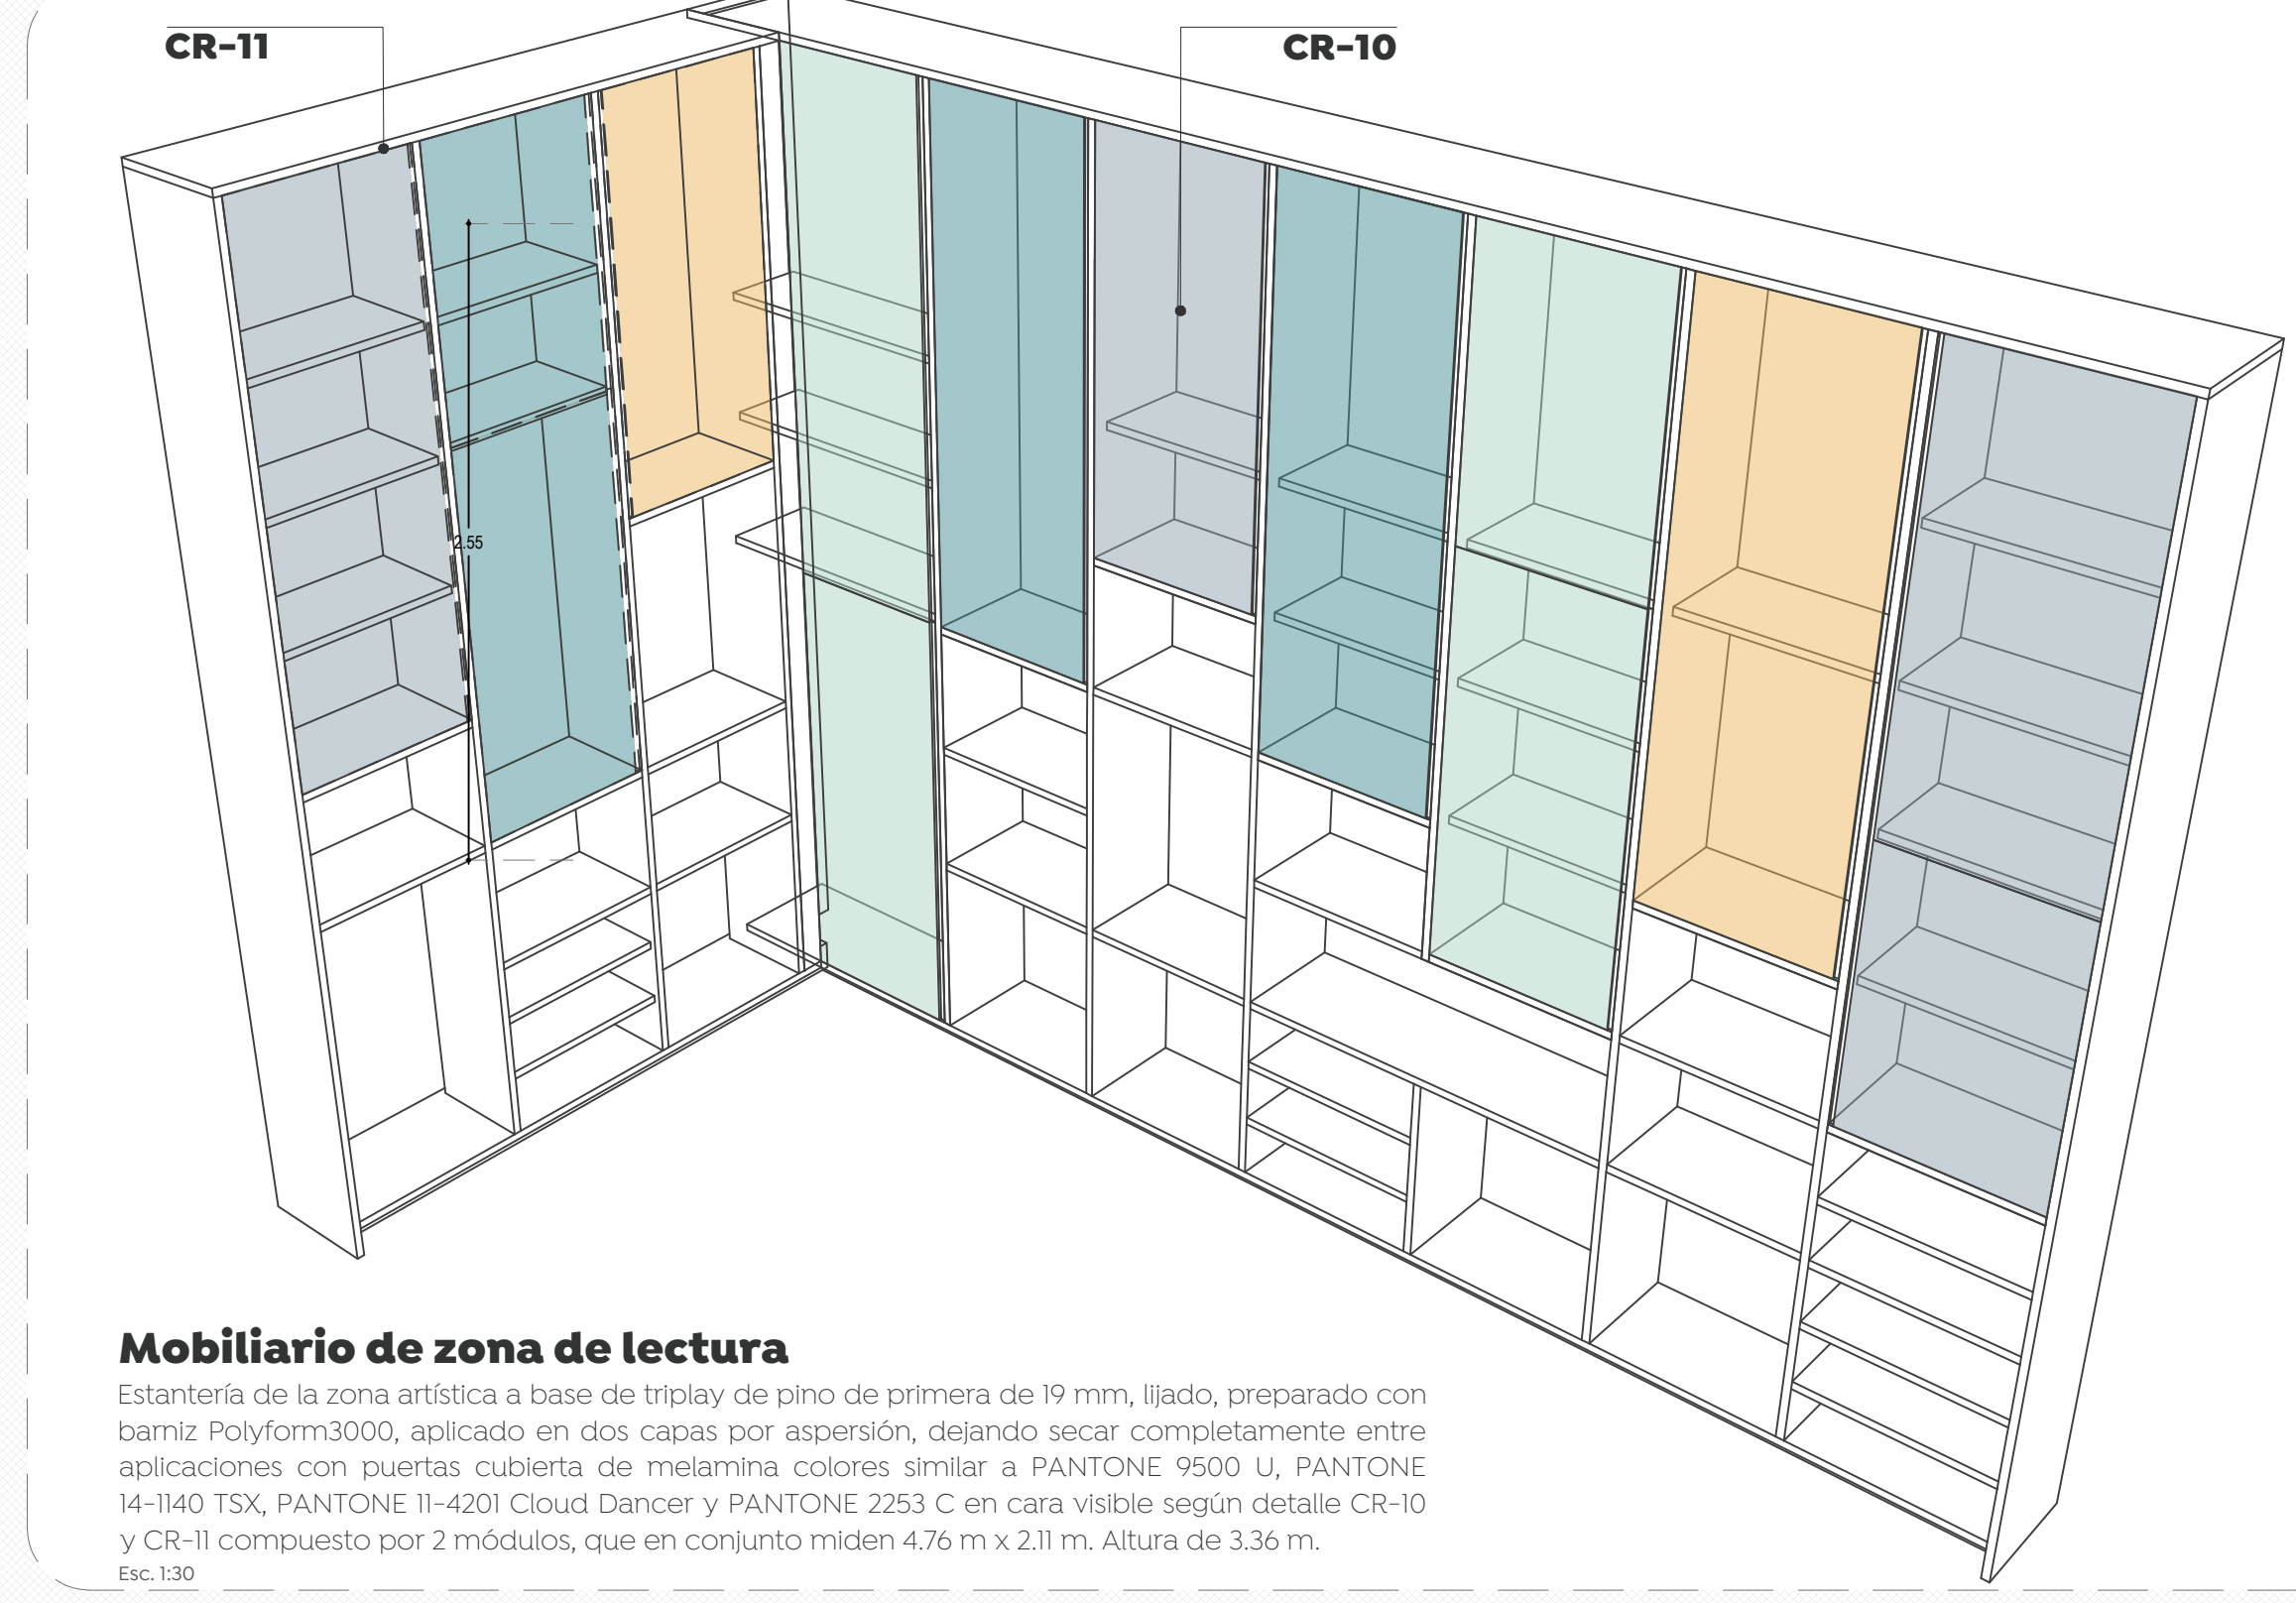 CR-11
CR-10
2.55
Mobiliario de zona de lectura
Estantería de la zona artística a base de triplay de pino de primera de 19 mm, lijado, preparado con
barniz Polyform3000, aplicado en dos capas por aspersión, dejando secar completamente entre
aplicaciones con puertas cubierta de melamina colores similar a PANTONE 9500 U, PANTONE
14-1140 TSX, PANTONE 11-4201 Cloud Dancer y PANTONE 2253 C en cara visible según detalle CR-10
y CR-11 compuesto por 2 módulos, que en conjunto miden 4.76 m x 2.11 m. Altura de 3.36 m.
Esc. 1:30